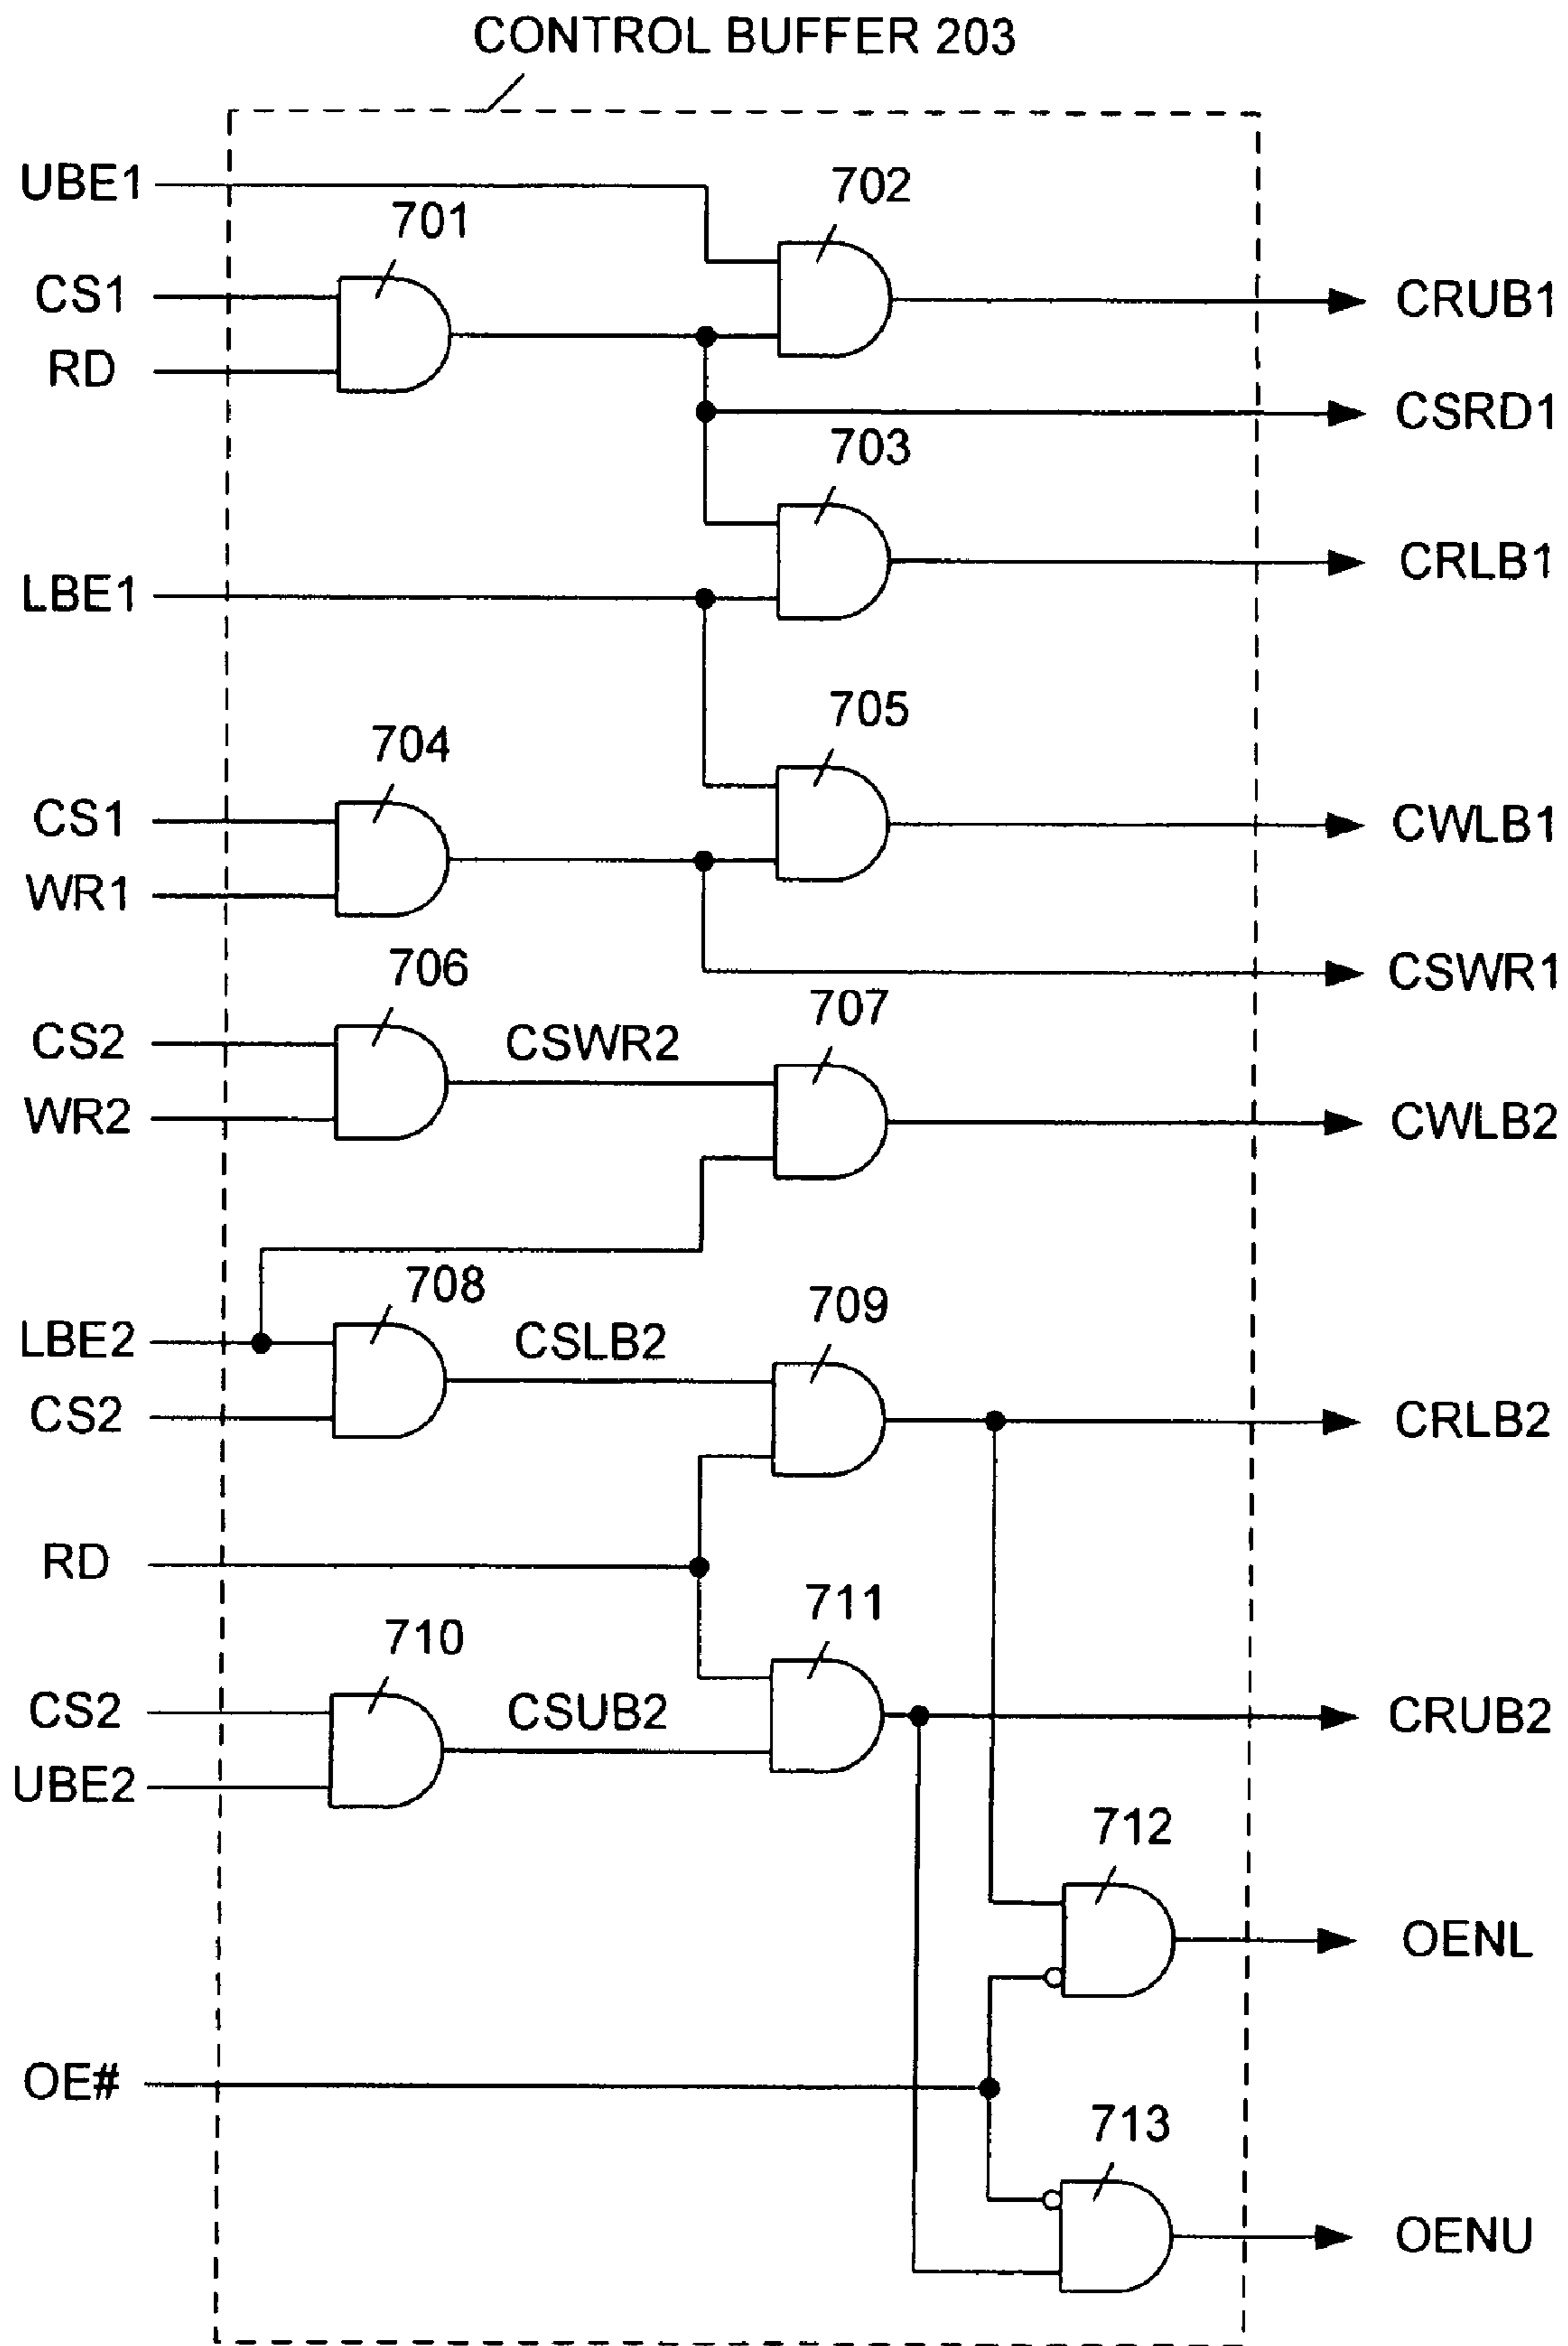 CONTROL BUFFER 203
UBE1
702
701
CS1
CRUB1
RD
CSRD1
703
CRLB1
LBE1
705
704
CS1
CWLB1
WR1
706
CSWR1
707
CS2
CSWR2
WR2
CWLB2
708
709
LBE2
CSLB2
CS2
CRLB2
RD
711
710
CS2
CSUB2
CRUB2
UBE2
712
OENL
OE#
713
OENU